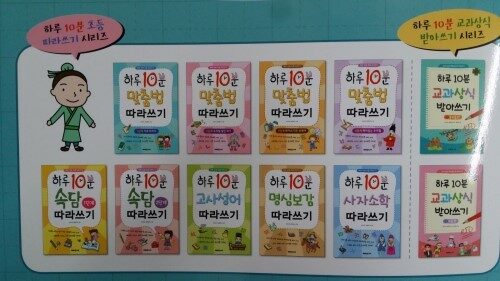 하루 10분 초등
따라쓰기 시리즈
하루 10분 교과상식
받아쓰기 시리즈
하루 10분
맞춤법
따라쓰기
하루 10분
맞춤법
따라쓰기
하루 10분
맞춤법
따라쓰기
하루 10분
맞춤법
따라쓰기
하루 10분
교과상식
받아쓰기
하루 10분
속담
1단계
따라쓰기
하루 10분
속담
2단계
따라쓰기
하루 10분
고사성어
따라쓰기
하루 10분
명심보감
따라쓰기
하루 10분
사자소학
따라쓰기
하루 10분
교과상식
받아쓰기